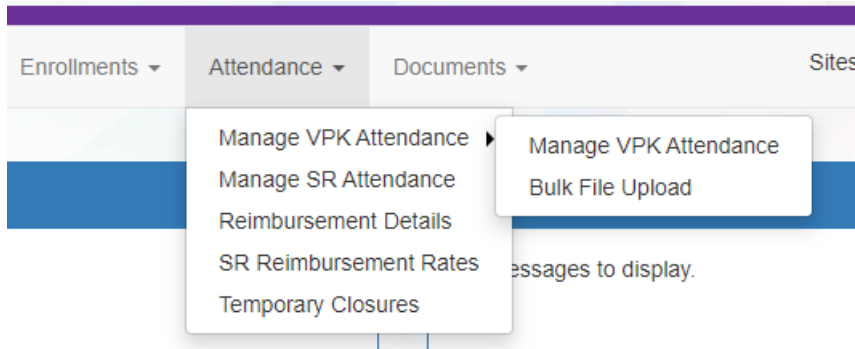 Enrollments Attendance Documents Sites
Manage VPK Attendance
Manage SR Attendance
Reimbursement Details
SR Reimbursement Rates
Temporary Closures
Manage VPK Attendance
Bulk File Upload
essages to display.